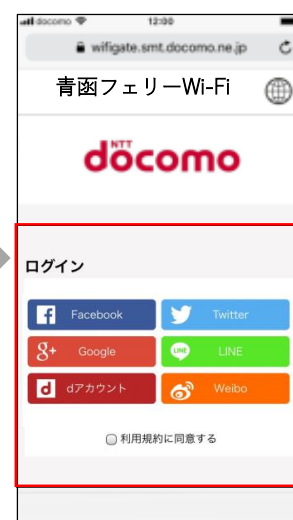 docomo 12:00
wifigate.smt.docomo.ne.jp
青函フェリーWi-Fi
NTT
döcomo
ログイン
Facebook Twitter
g+ Google LINE LINE
d dアカウント Weibo
利用規約に同意する